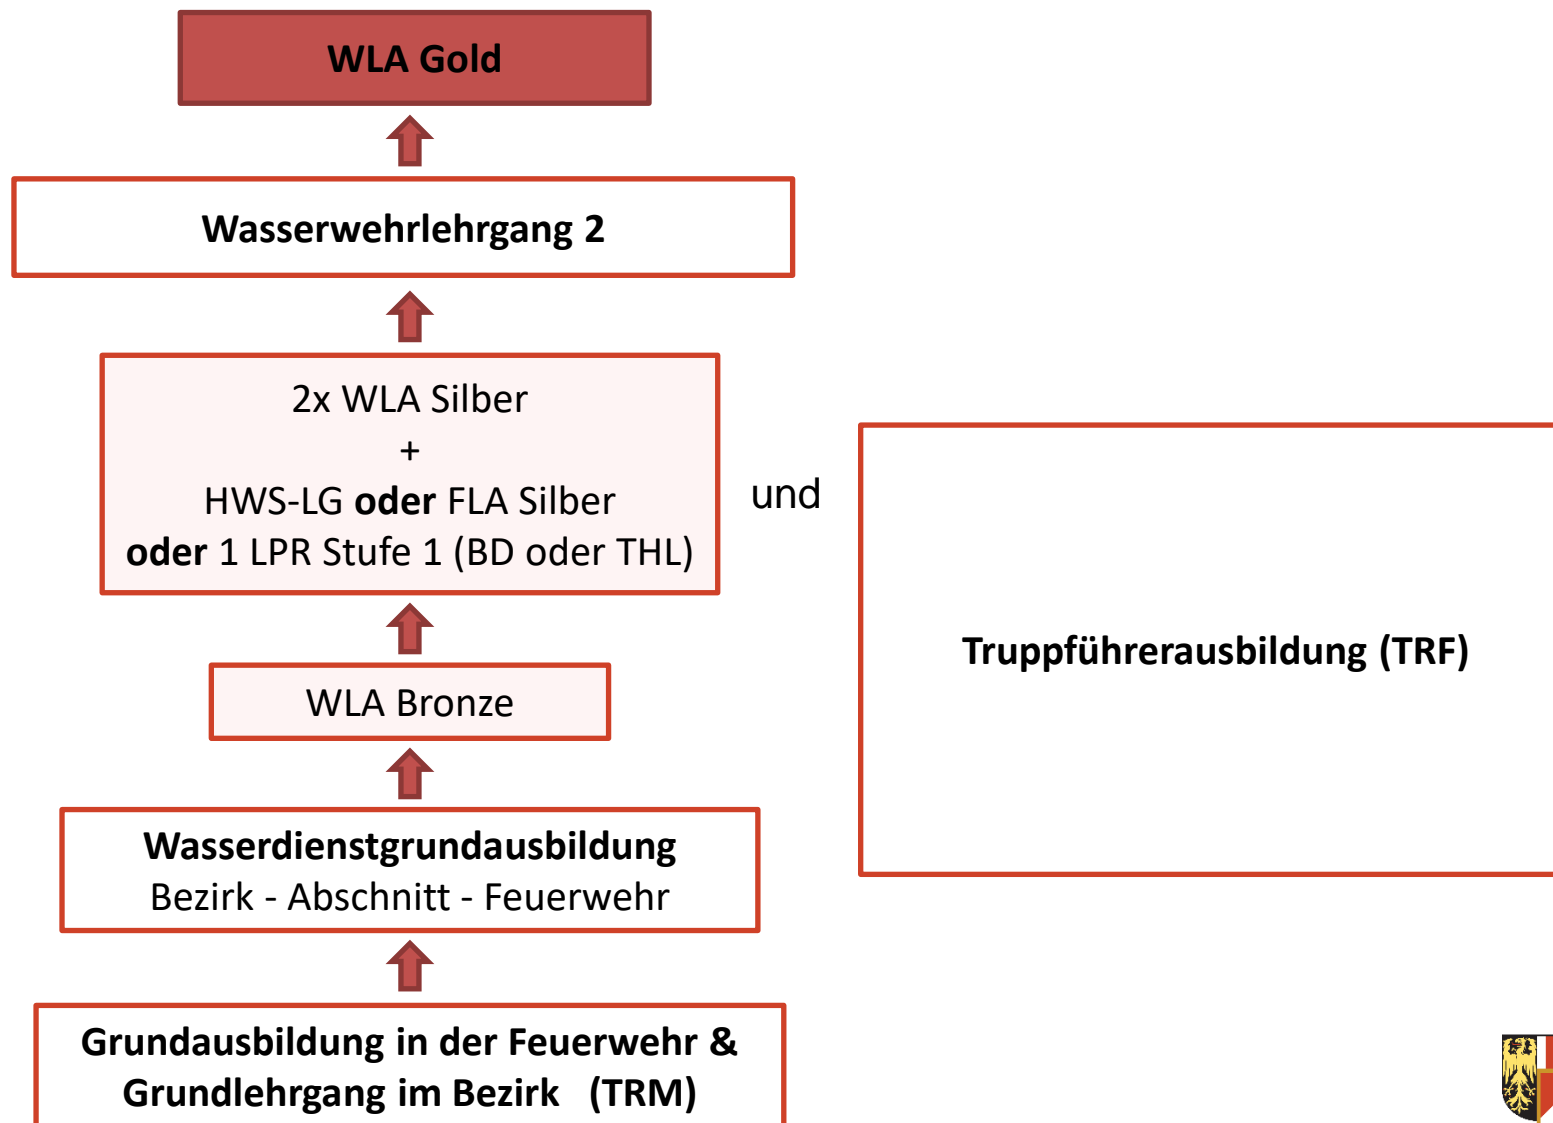 WLA Gold
Wasserwehrlehrgang 2
2x WLA Silber
+
HWS-LG oder FLA Silber
oder 1 LPR Stufe 1 (BD oder THL)
und
Truppführerausbildung (TRF)
WLA Bronze
Wasserdienstgrundausbildung
Bezirk - Abschnitt - Feuerwehr
Grundausbildung in der Feuerwehr &
Grundlehrgang im Bezirk (TRM)